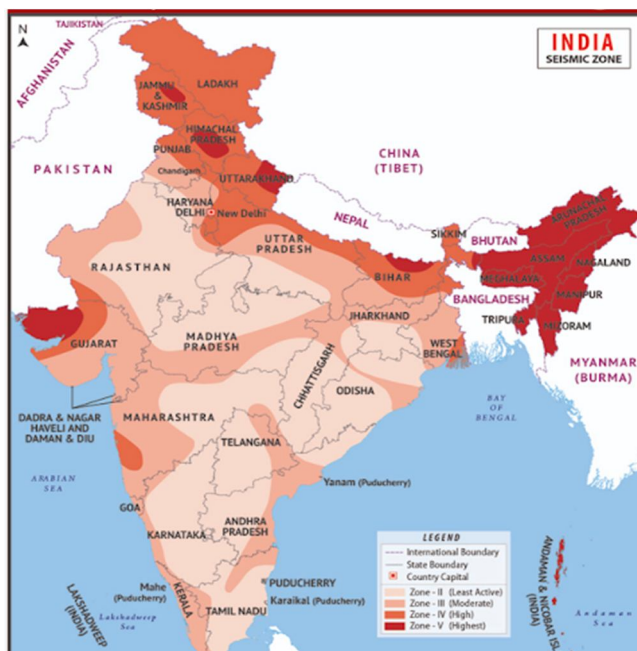 N
TAJIKISTAN
AFGHANISTAN
INDIA
SEISMIC ZONE
LADAKH
JAMMU
&
KASHMIR
HIMACHAL
PRADESH
PUNJAB
Chandigarh
UTTARAKHAND
PAKISTAN
CHINA
(TIBET)
HARYANA
DELHI
New Delhi
NEPAL
SIKKIM
BHUTAN
ARUNACHAL
PRADESH
ASSAM
NAGALAND
MEGHALAYA
MANIPUR
BANGLADESH
TRIPURA
MIZORAM
MYANMAR
(BURMA)
RAJASTHAN
UTTAR
PRADESH
BIHAR
JHARKHAND
WEST
BENGAL
GUJARAT
MADHYA
PRADESH
CHHATTISGARH
ODISHA
DADRA & NAGAR
HAVELI AND
DAMAN & DIU
MAHARASHTRA
TELANGANA
BAY
OF
BENGAL
ARABIAN
SEA
Yanam (Puducherry)
GOA
KARNATAKA
ANDHRA
PRADESH
PUDUCHERRY
Karaikal (Puducherry)
Mahe
(Puducherry)
KERALA
TAMIL NADU
LAKSHADWEEP
(INDIA)
Lakshadweep
Sea
LEGEND
International Boundary
State Boundary
Country Capital
Zone - II (Least Active)
Zone - III (Moderate)
Zone - IV (High)
Zone - V (Highest)
ANDAMAN & NICOBAR ISL
(INDIA)
Andaman
Sea